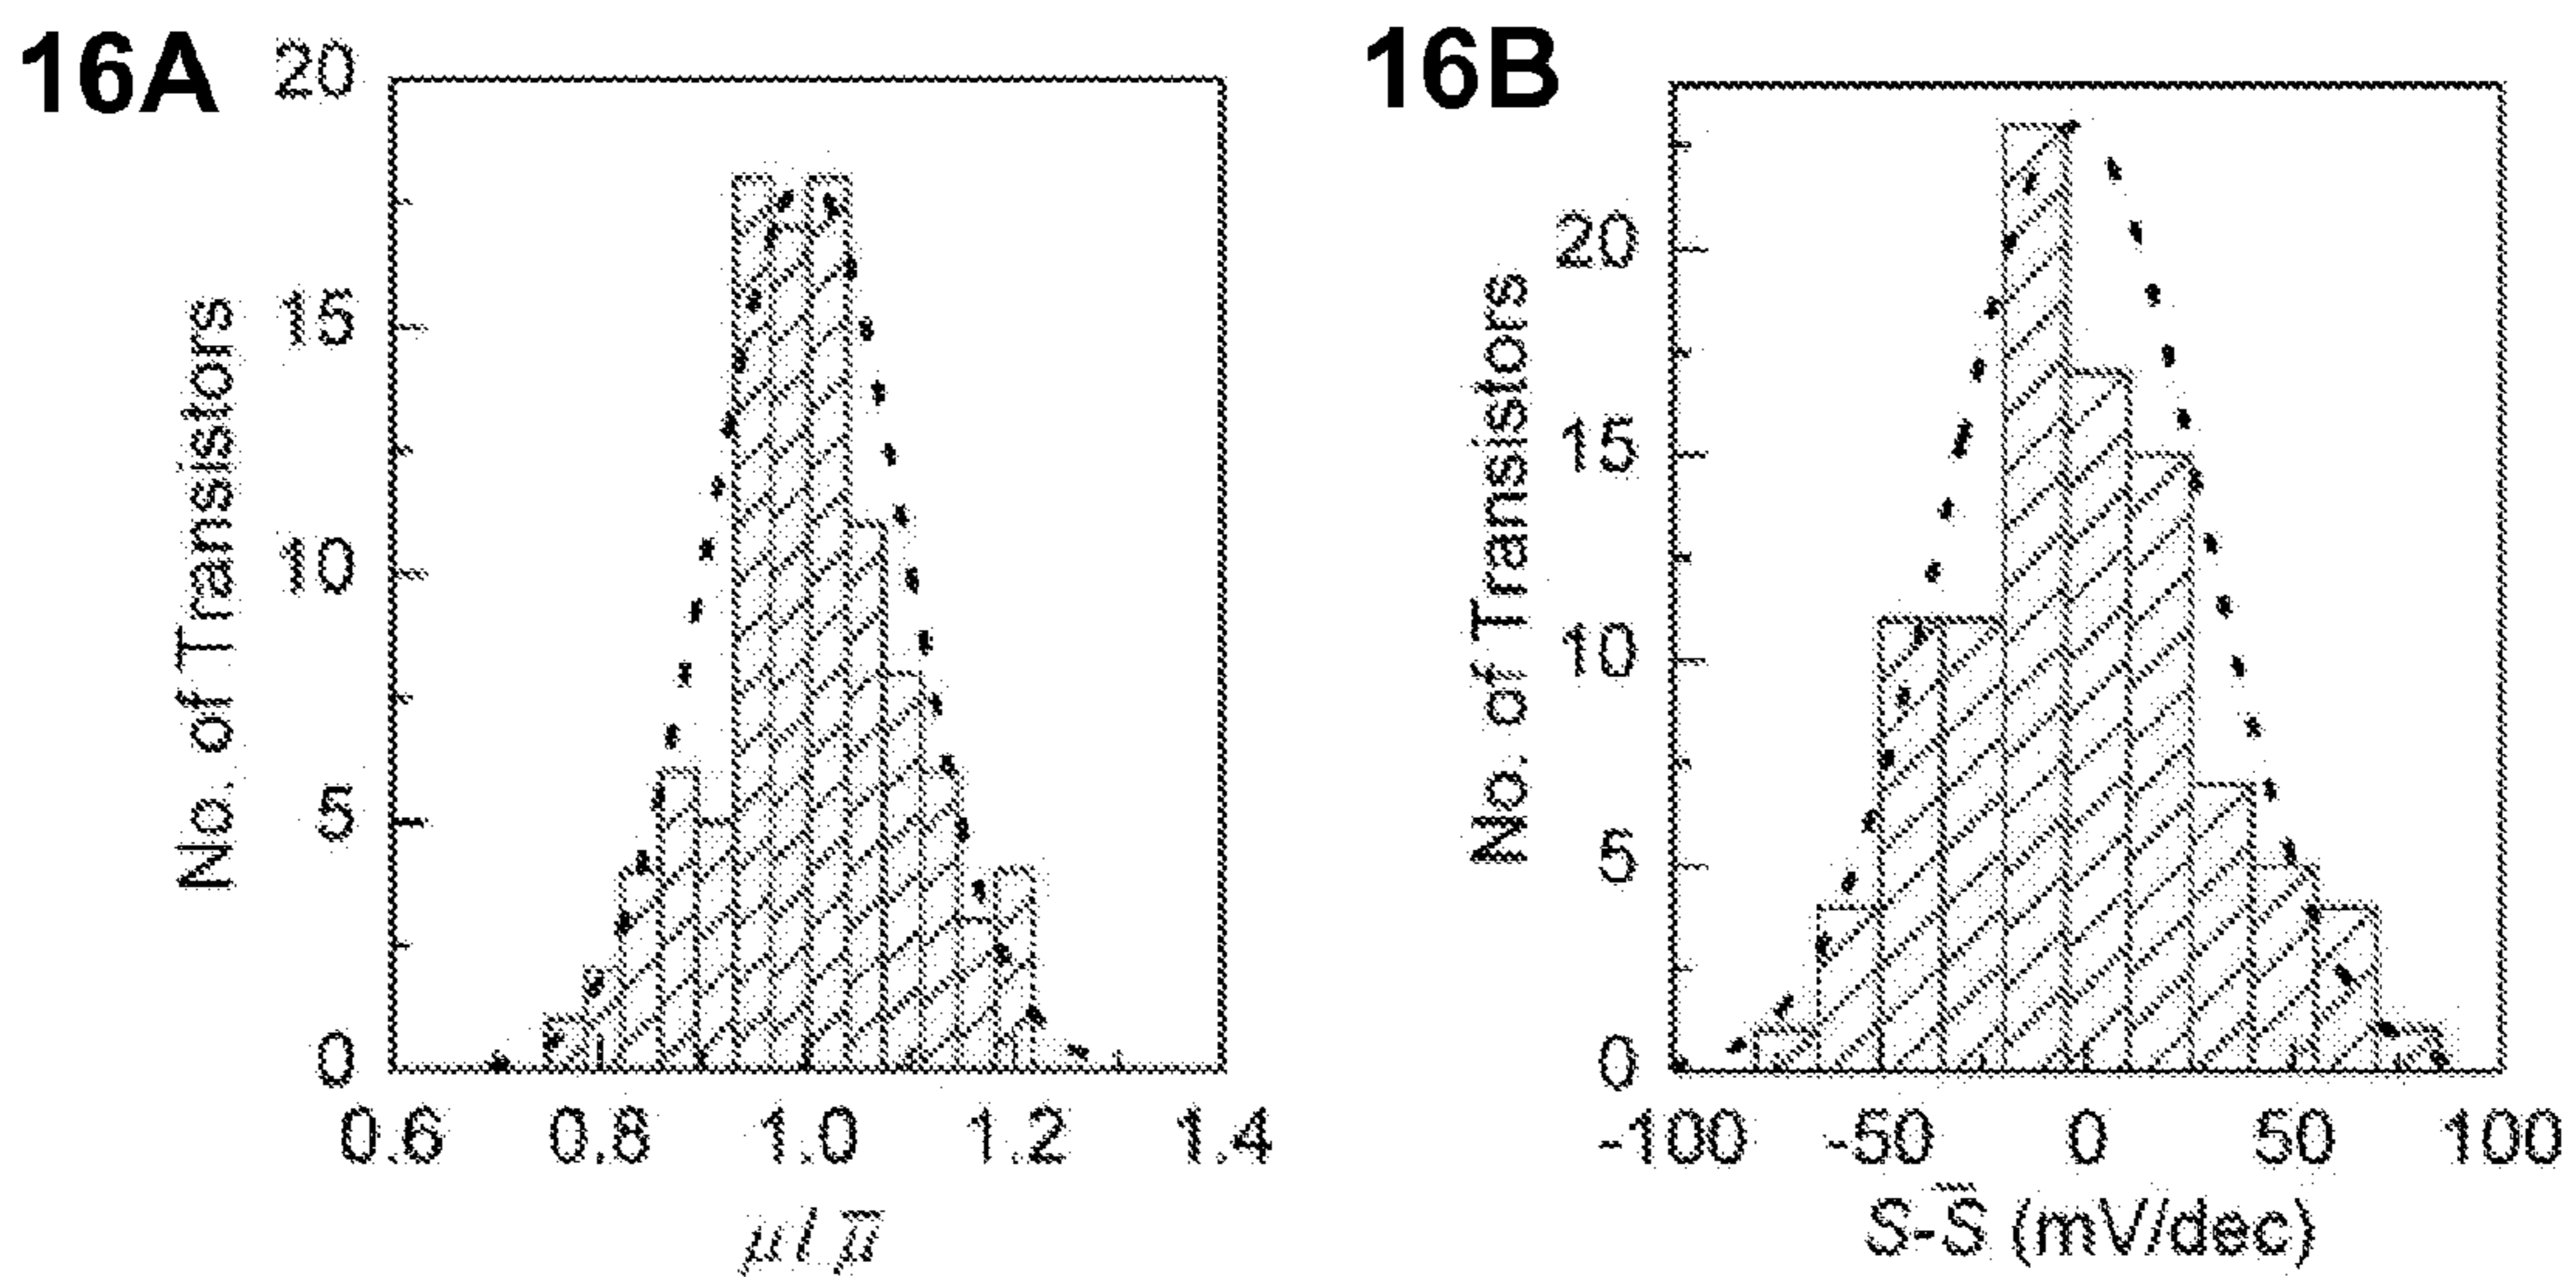 16A
20
15
10
5
0
No. of Transistors
0.6 0.8 1.0 1.2 1.4
μ/μ̅
16B
20
15
10
5
0
No. of Transistors
-100 -50 0 50 100
S-S̅ (mV/dec)